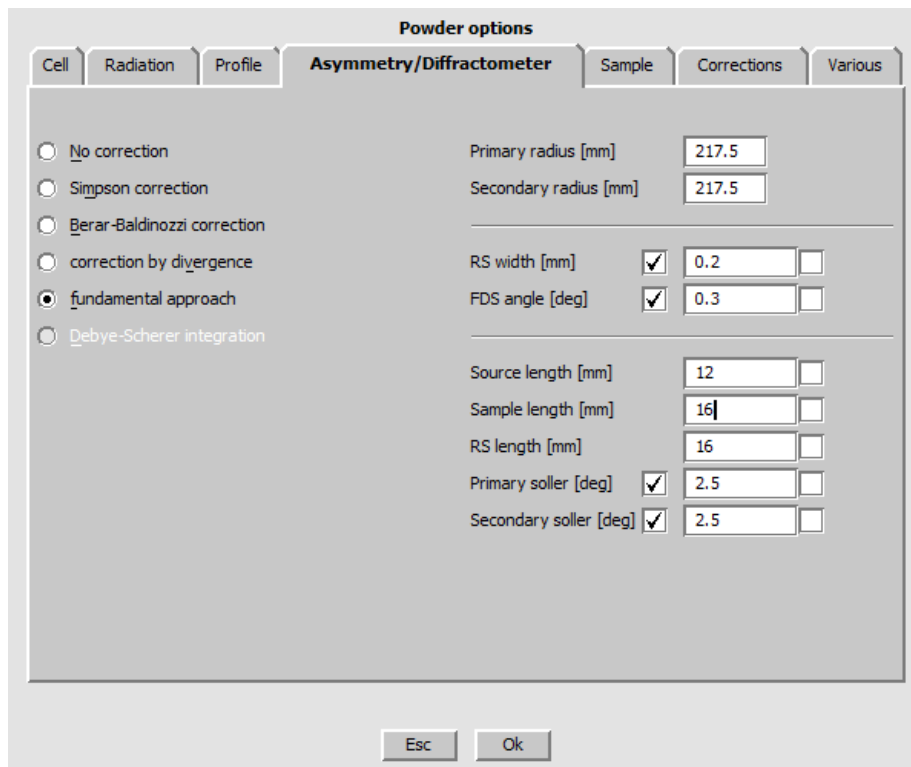 Powder options
Cell Radiation Profile Asymmetry/Diffractometer Sample Corrections Various
No correction Primary radius [mm] 217.5
Simpson correction Secondary radius [mm] 217.5
Berar-Baldinozzi correction
correction by divergence RS width [mm] 0.2
fundamental approach FDS angle [deg] 0.3
Debye-Scherer integration
Source length [mm] 12
Sample length [mm] 16
RS length [mm] 16
Primary soller [deg] 2.5
Secondary soller [deg] 2.5
Esc Ok